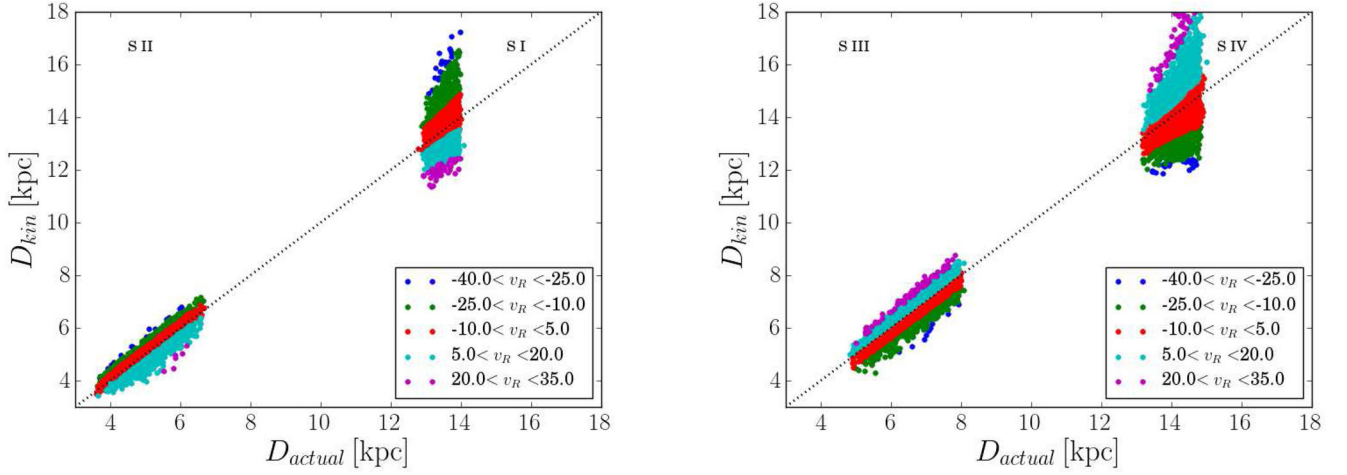 18
16
14
12
10
8
6
4
D_kin [kpc]
S II
S I
-40.0< v_R <-25.0
-25.0< v_R <-10.0
-10.0< v_R <5.0
5.0< v_R <20.0
20.0< v_R <35.0
4 6 8 10 12 14 16 18
D_actual [kpc]
18
16
14
12
10
8
6
4
D_kin [kpc]
S III
S IV
-40.0< v_R <-25.0
-25.0< v_R <-10.0
-10.0< v_R <5.0
5.0< v_R <20.0
20.0< v_R <35.0
4 6 8 10 12 14 16 18
D_actual [kpc]